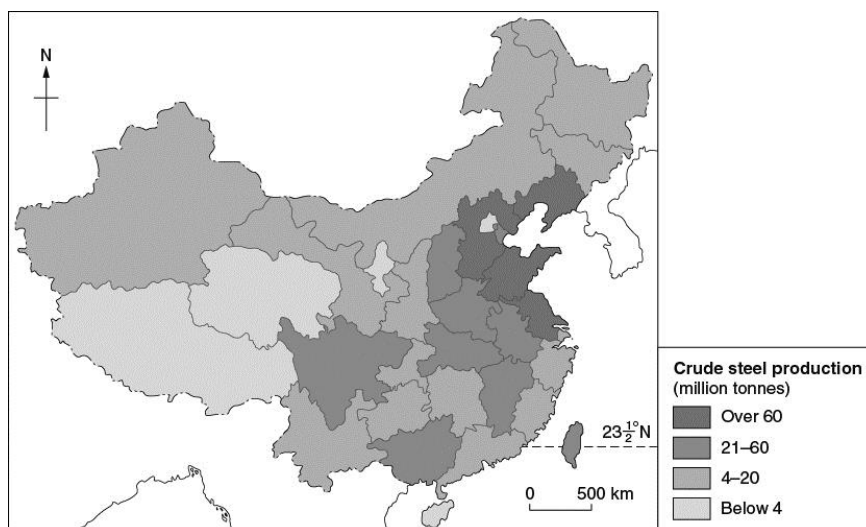 N
23½°N
0 500 km
Crude steel production
(million tonnes)
Over 60
21–60
4–20
Below 4